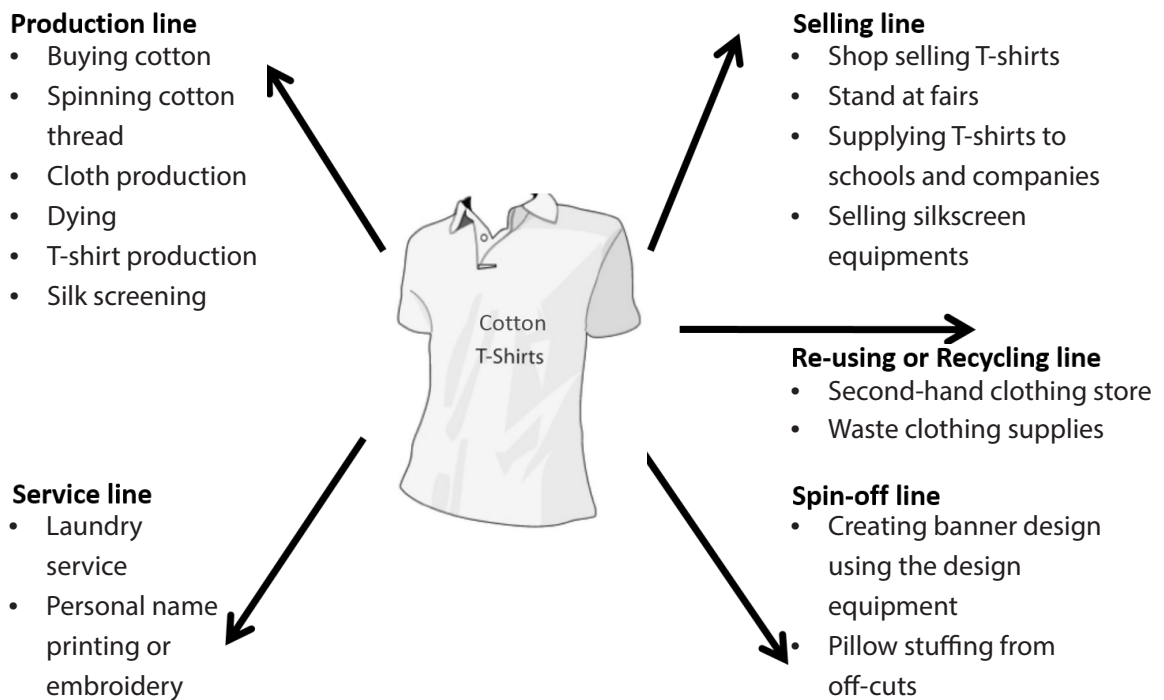 Production line
• Buying cotton
• Spinning cotton
thread
• Cloth production
• Dying
• T-shirt production
• Silk screening
Selling line
• Shop selling T-shirts
• Stand at fairs
• Supplying T-shirts to
schools and companies
• Selling silkscreen
equipments
Cotton
T-Shirts
Re-using or Recycling line
• Second-hand clothing store
• Waste clothing supplies
Service line
• Laundry
service
• Personal name
printing or
embroidery
Spin-off line
• Creating banner design
using the design
equipment
• Pillow stuffing from
off-cuts